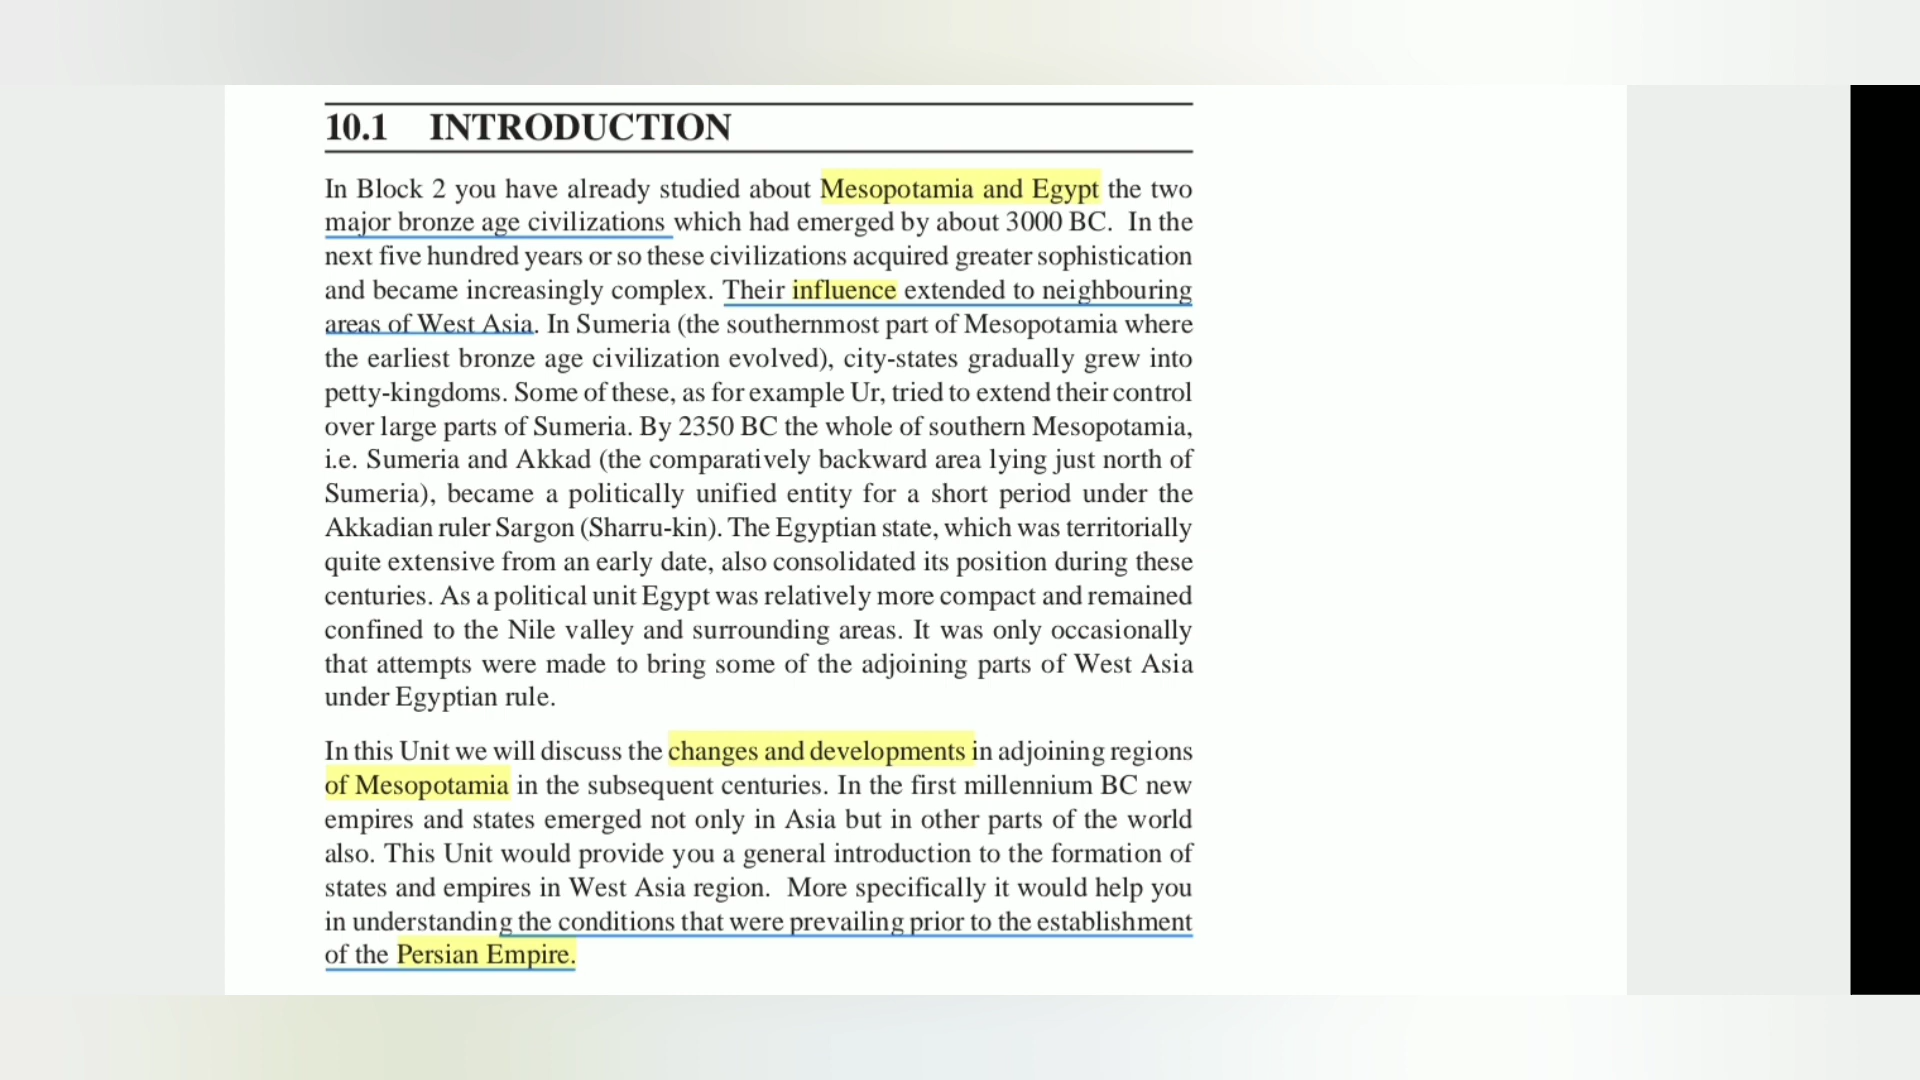 10.1 INTRODUCTION
In Block 2 you have already studied about Mesopotamia and Egypt the two
major bronze age civilizations which had emerged by about 3000 BC. In the
next five hundred years or so these civilizations acquired greater sophistication
and became increasingly complex. Their influence extended to neighbouring
areas of West Asia. In Sumeria (the southernmost part of Mesopotamia where
the earliest bronze age civilization evolved), city-states gradually grew into
petty-kingdoms. Some of these, as for example Ur, tried to extend their control
over large parts of Sumeria. By 2350 BC the whole of southern Mesopotamia,
i.e. Sumeria and Akkad (the comparatively backward area lying just north of
Sumeria), became a politically unified entity for a short period under the
Akkadian ruler Sargon (Sharru-kin). The Egyptian state, which was territorially
quite extensive from an early date, also consolidated its position during these
centuries. As a political unit Egypt was relatively more compact and remained
confined to the Nile valley and surrounding areas. It was only occasionally
that attempts were made to bring some of the adjoining parts of West Asia
under Egyptian rule.
In this Unit we will discuss the changes and developments in adjoining regions
of Mesopotamia in the subsequent centuries. In the first millennium BC new
empires and states emerged not only in Asia but in other parts of the world
also. This Unit would provide you a general introduction to the formation of
states and empires in West Asia region. More specifically it would help you
in understanding the conditions that were prevailing prior to the establishment
of the Persian Empire.